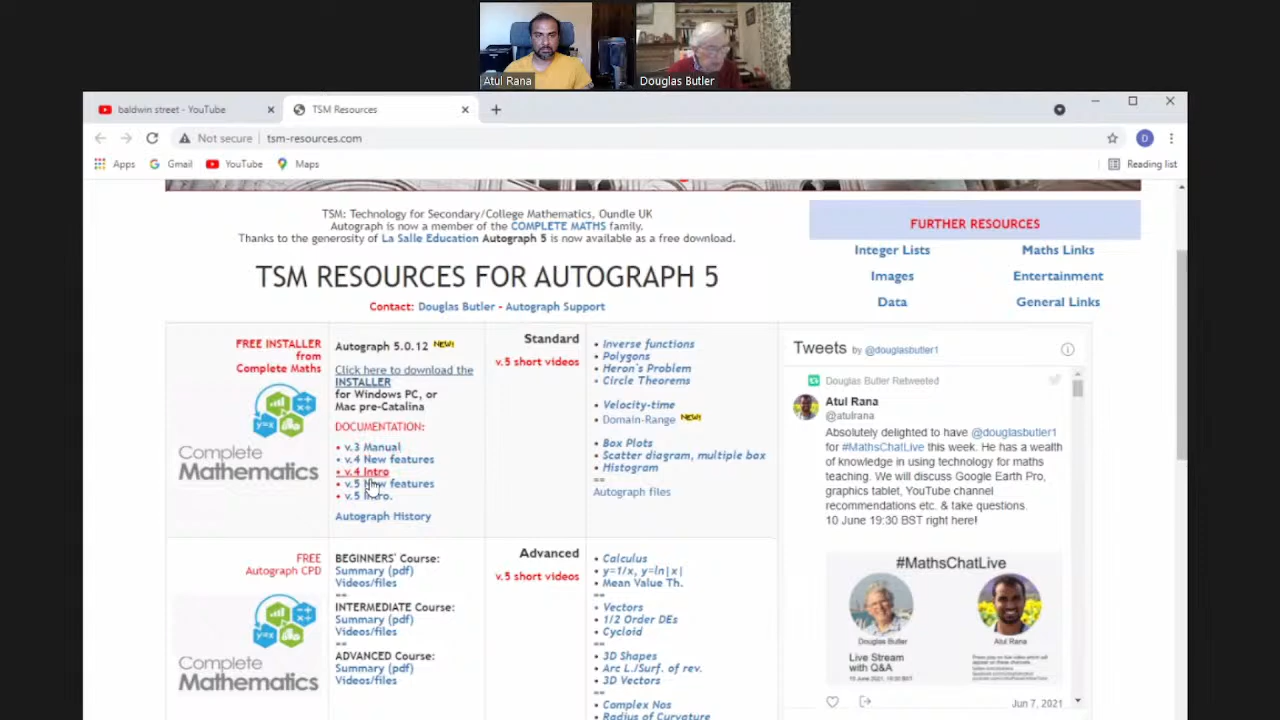 Atul Rana
Douglas Butler
baldwin street - YouTube
TSM Resources
Not secure
tsm-resources.com
D
Apps
Gmail
YouTube
Maps
Reading list
TSM: Technology for Secondary/College Mathematics, Oundle UK
Autograph is now a member of the COMPLETE MATHS family.
Thanks to the generosity of La Salle Education Autograph 5 is now available as a free download.
TSM RESOURCES FOR AUTOGRAPH 5
Contact: Douglas Butler - Autograph Support
FURTHER RESOURCES
Integer Lists
Maths Links
Images
Entertainment
Data
General Links
FREE INSTALLER
from
Complete Maths
y=x
Complete
Mathematics
Autograph 5.0.12 NEW!
Click here to download the
INSTALLER
for Windows PC, or
Mac pre-Catalina
DOCUMENTATION:
• v.3 Manual
• v.4 New features
• v.4 Intro
• v.5 New features
• v.5 Intro.
Autograph History
Standard
v.5 short videos
• Inverse functions
• Polygons
• Heron's Problem
• Circle Theorems
• Velocity-time
• Domain-Range NEW!
• Box Plots
• Scatter diagram, multiple box
• Histogram
==
Autograph files
FREE
Autograph CPD
y=x
Complete
Mathematics
BEGINNERS' Course:
Summary (pdf)
Videos/files
==
INTERMEDIATE Course:
Summary (pdf)
Videos/files
==
ADVANCED Course:
Summary (pdf)
Videos/files
Advanced
v.5 short videos
• Calculus
• y=1/x, y=ln|x|
• Mean Value Th.
==
• Vectors
• 1/2 Order DEs
• Cycloid
==
• 3D Shapes
• Arc L./Surf. of rev.
• 3D Vectors
==
• Complex Nos
• Radius of Curvature
Tweets by @douglasbutler1
Douglas Butler Retweeted
Atul Rana
@atulrana
Absolutely delighted to have @douglasbutler1
for #MathsChatLive this week. He has a wealth
of knowledge in using technology for maths
teaching. We will discuss Google Earth Pro,
graphics tablet, YouTube channel
recommendations etc. & take questions.
10 June 19:30 BST right here!
#MathsChatLive
Douglas Butler
Atul Rana
Live Stream
with Q&A
10 June 2021, 19:30 BST
Jun 7, 2021